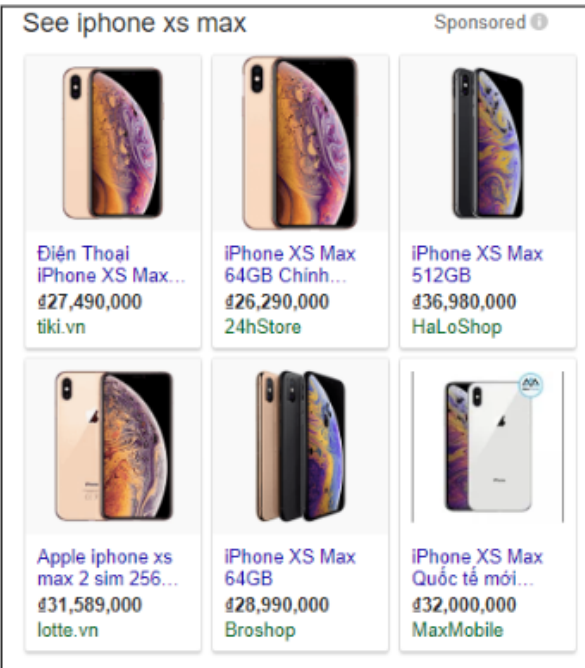 See iphone xs max
Sponsored
Điện Thoại
iPhone XS Max...
₫27,490,000
tiki.vn
iPhone XS Max
64GB Chính...
₫26,290,000
24hStore
iPhone XS Max
512GB
₫36,980,000
HaLoShop
Apple iphone xs
max 2 sim 256...
₫31,589,000
lotte.vn
iPhone XS Max
64GB
₫28,990,000
Broshop
iPhone XS Max
Quốc tế mới...
₫32,000,000
MaxMobile